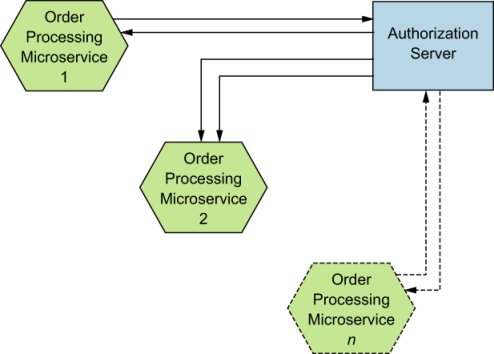 Order
Processing
Microservice
1
Authorization
Server
Order
Processing
Microservice
2
Order
Processing
Microservice
n